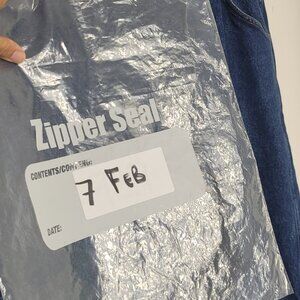 Zipper Seal
CONTENTS/CONTENU:
7 FEB
DATE: